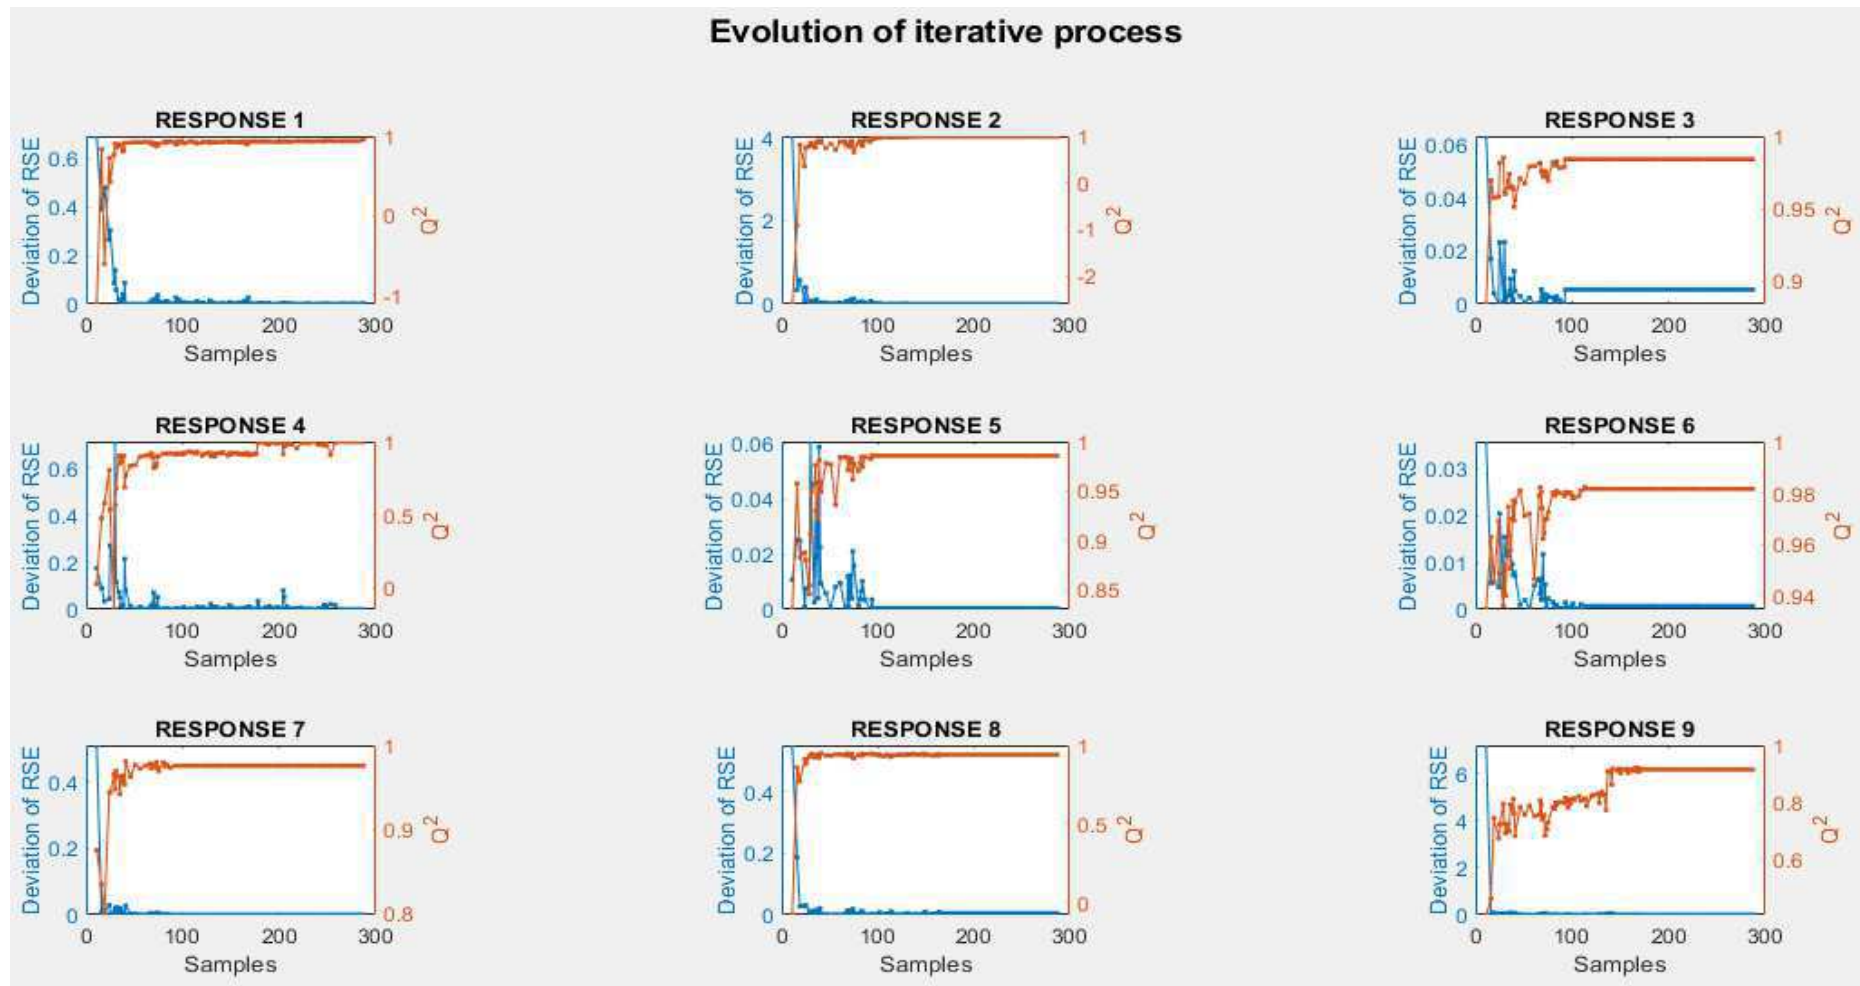 Evolution of iterative process
RESPONSE 1
Deviation of RSE
0.6
0.4
0.2
0
1
0
-1
Q2
0 100 200 300
Samples
RESPONSE 2
Deviation of RSE
4
2
0
1
0
-1
-2
Q2
0 100 200 300
Samples
RESPONSE 3
Deviation of RSE
0.06
0.04
0.02
0
1
0.95
0.9
Q2
0 100 200 300
Samples
RESPONSE 4
Deviation of RSE
0.6
0.4
0.2
0
1
0.5
0
Q2
0 100 200 300
Samples
RESPONSE 5
Deviation of RSE
0.06
0.04
0.02
0
1
0.95
0.9
0.85
Q2
0 100 200 300
Samples
RESPONSE 6
Deviation of RSE
0.03
0.02
0.01
0
1
0.98
0.96
0.94
Q2
0 100 200 300
Samples
RESPONSE 7
Deviation of RSE
0.4
0.2
0
1
0.9
0.8
Q2
0 100 200 300
Samples
RESPONSE 8
Deviation of RSE
0.4
0.2
0
1
0.5
0
Q2
0 100 200 300
Samples
RESPONSE 9
Deviation of RSE
6
4
2
0
1
0.8
0.6
Q2
0 100 200 300
Samples